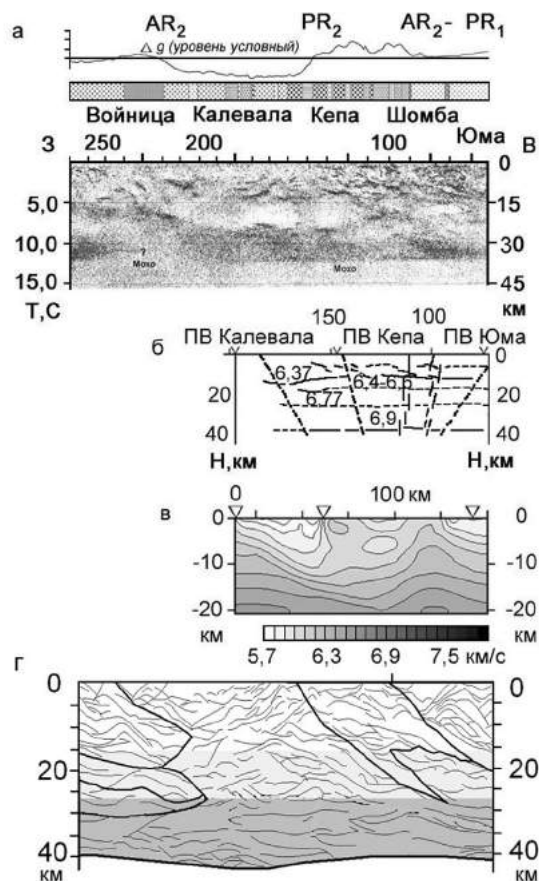 а
AR2 PR2 AR2- PR1
Δ g (уровень условный)
Войница Калевала Кепа Шомба
З 250 200 150 100 Юма В
0
5,0 15
10,0 30
?
Мохо Мохо
15,0 45
Т,С км
б
ПВ Калевала 150 ПВ Кепа 100 ПВ Юма
0
6,37 6,4-6,6
20 6,77 20
6,9
40 40
Н,км Н,км
в
0 100 км
-0 0
-10 -10
-20 -20
км км
5,7 6,3 6,9 7,5 км/с
г
0 0
20 20
40 40
км км